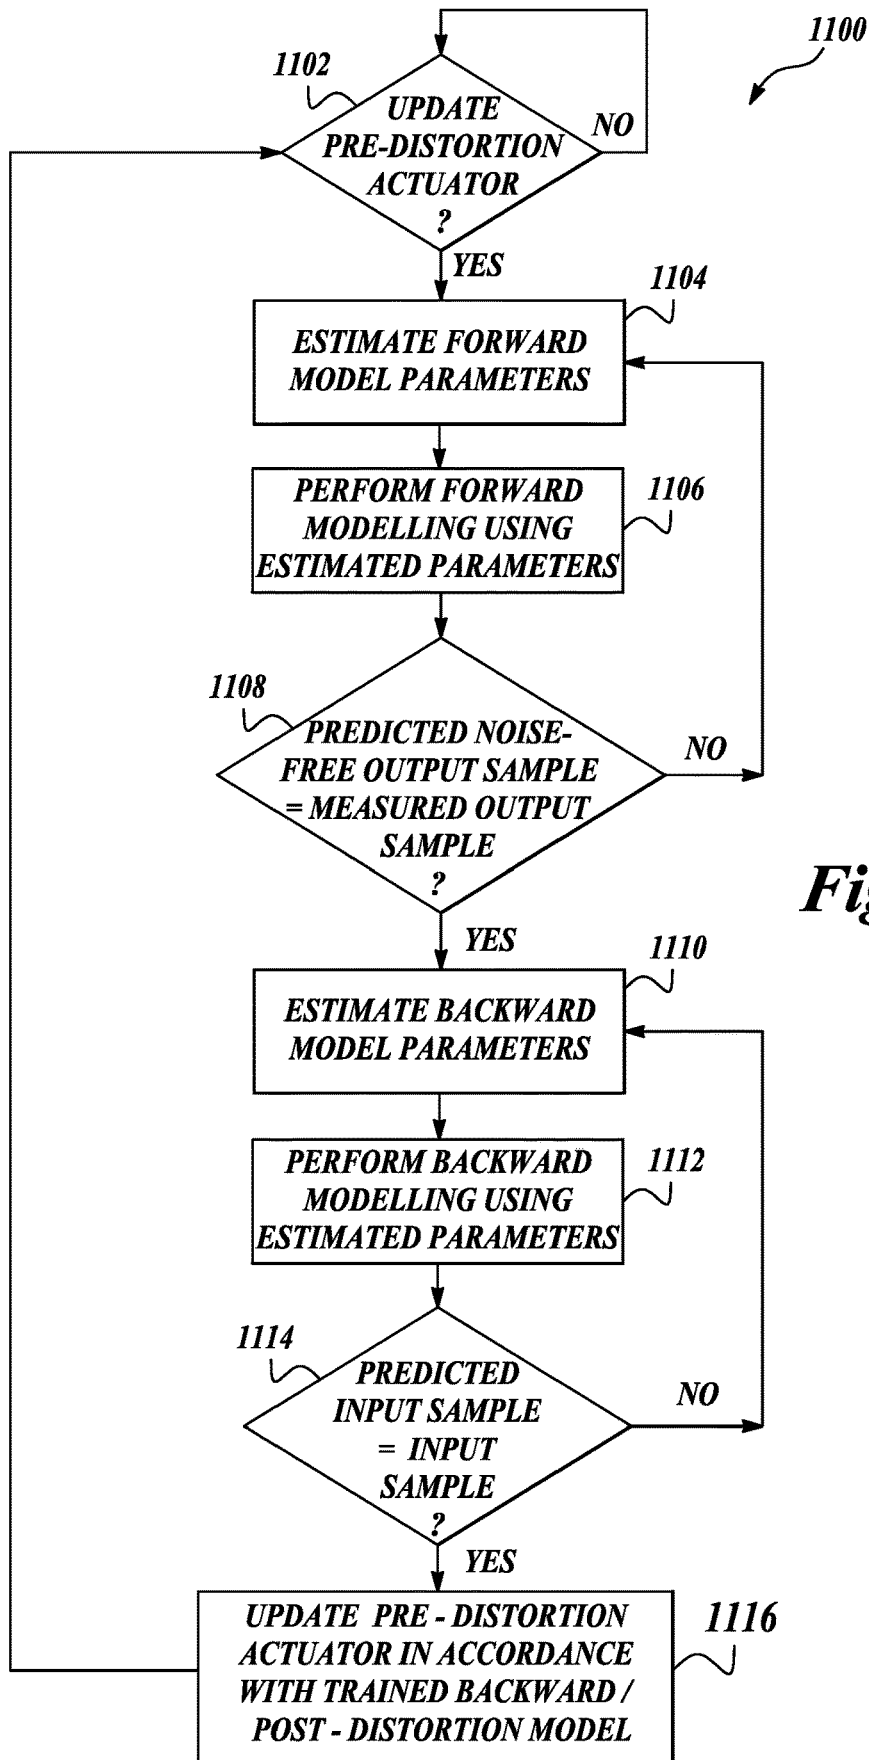 1100
1102
UPDATE
PRE-DISTORTION
ACTUATOR
?
NO
YES
1104
ESTIMATE FORWARD
MODEL PARAMETERS
1106
PERFORM FORWARD
MODELLING USING
ESTIMATED PARAMETERS
1108
PREDICTED NOISE-
FREE OUTPUT SAMPLE
= MEASURED OUTPUT
SAMPLE
?
NO
YES
Fig
1110
ESTIMATE BACKWARD
MODEL PARAMETERS
1112
PERFORM BACKWARD
MODELLING USING
ESTIMATED PARAMETERS
1114
PREDICTED
INPUT SAMPLE
= INPUT
SAMPLE
?
NO
YES
1116
UPDATE PRE - DISTORTION
ACTUATOR IN ACCORDANCE
WITH TRAINED BACKWARD /
POST - DISTORTION MODEL